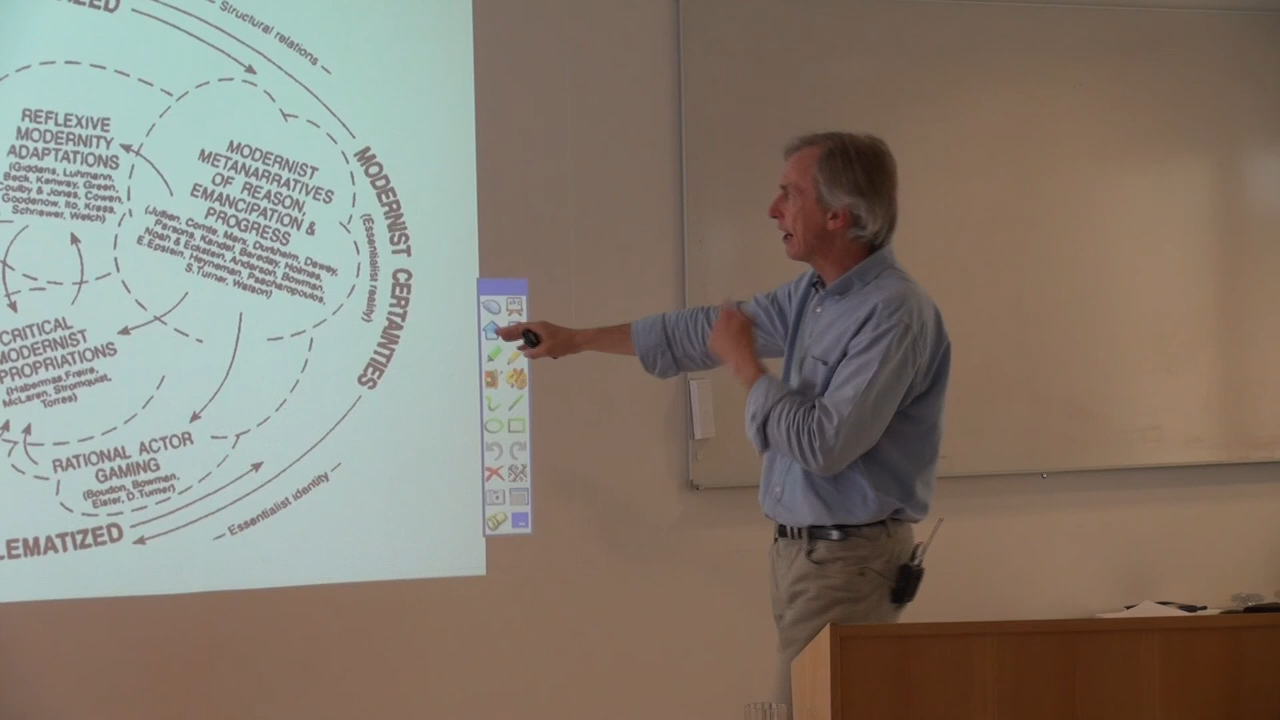 IZED
Structural relations
REFLEXIVE
MODERNITY
ADAPTATIONS
(Giddens, Luhmann,
Beck, Kenway, Green,
Coulby & Jones, Cowen,
Goodenow, Ito, Kress,
Schriewer, Welch)
MODERNIST
METANARRATIVES
OF REASON,
EMANCIPATION &
PROGRESS
(Jullien, Comte, Marx, Durkheim, Dewey,
Parsons, Kandel, Bereday, Holmes,
Noah & Eckstein, Anderson, Bowman,
E.Epstein, Heyneman, Psacharopoulos,
S.Turner, Watson)
MODERNIST CERTAINTIES
(Essentialist reality)
CRITICAL
MODERNIST
PROPRIATIONS
(Habermas, Freire,
McLaren, Stromquist,
Torres)
RATIONAL ACTOR
GAMING
(Boudon, Bowman,
Elster, D.Turner)
LEMATIZED
Essentialist identity